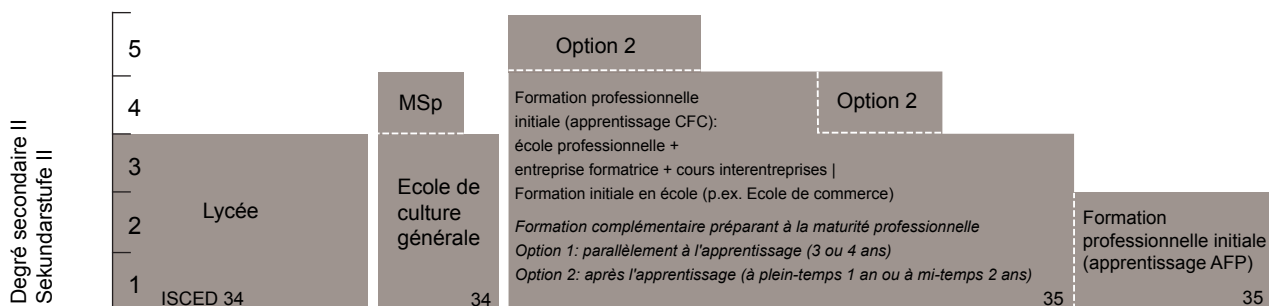 Degré secondaire II
Sekundarstufe II
5
4
3
2
1
Lycée
ISCED 34
MSp
Ecole de
culture
générale
34
Option 2
Option 2
Formation professionnelle
initiale (apprentissage CFC):
école professionnelle +
entreprise formatrice + cours interentreprises |
Formation initiale en école (p.ex. Ecole de commerce)
Formation complémentaire préparant à la maturité professionnelle
Option 1: parallèlement à l'apprentissage (3 ou 4 ans)
Option 2: après l'apprentissage (à plein-temps 1 an ou à mi-temps 2 ans)
35
Formation
professionnelle initiale
(apprentissage AFP)
35